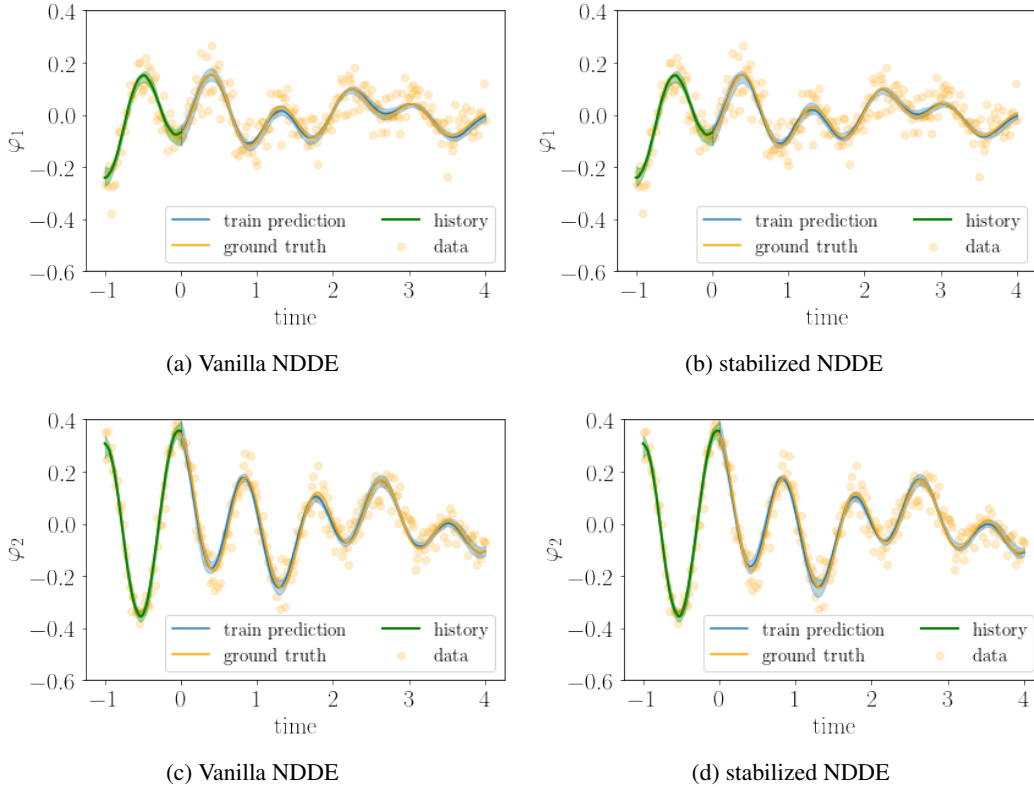 0.4
0.2
0.0
−0.2
−0.4
−0.6
φ1
train prediction
ground truth
history
data
−1 0 1 2 3 4
time
(a) Vanilla NDDE
0.4
0.2
0.0
−0.2
−0.4
−0.6
φ1
train prediction
ground truth
history
data
−1 0 1 2 3 4
time
(b) stabilized NDDE
0.4
0.2
0.0
−0.2
−0.4
−0.6
φ2
train prediction
ground truth
history
data
−1 0 1 2 3 4
time
(c) Vanilla NDDE
0.4
0.2
0.0
−0.2
−0.4
−0.6
φ2
train prediction
ground truth
history
data
−1 0 1 2 3 4
time
(d) stabilized NDDE